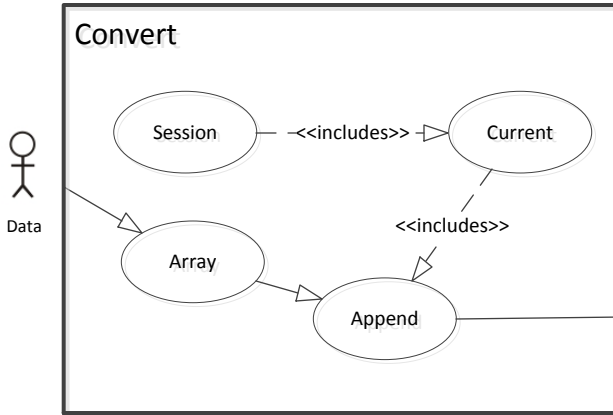 Convert
Session
<<includes>>
Current
Data
<<includes>>
Array
Append